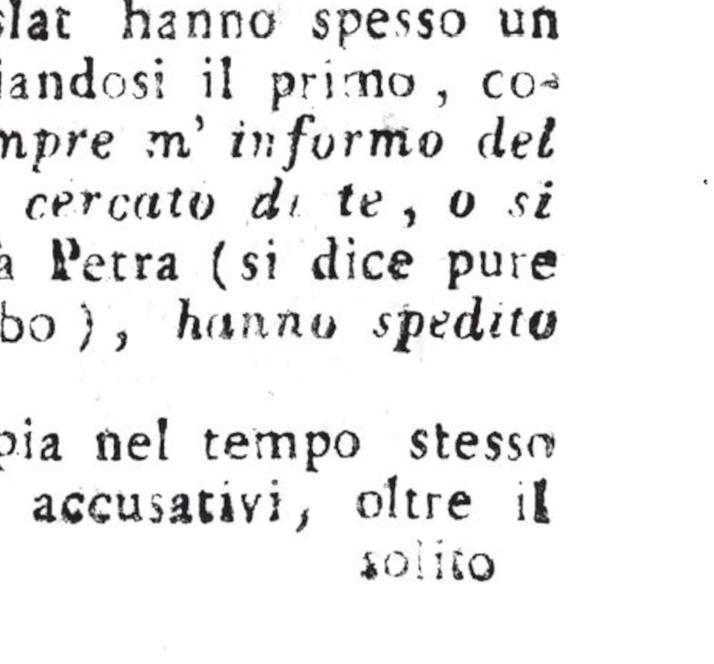 slat hanno spesso un
iandosi il primo, co-
mpre m' informo del
cercato di te, o si
à Petra (si dice pure
bo), hanno spedito
pia nel tempo stesso
accusativi, oltre il
solito